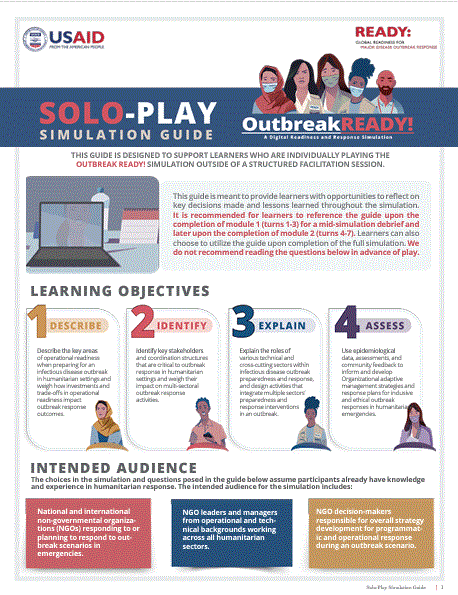 USAID
FROM THE AMERICAN PEOPLE
READY:
GLOBAL READINESS FOR
MAJOR DISEASE OUTBREAK RESPONSE
SOLO-PLAY
SIMULATION GUIDE
OutbreakREADY!
A Digital Readiness and Response Simulation
THIS GUIDE IS DESIGNED TO SUPPORT LEARNERS WHO ARE INDIVIDUALLY PLAYING THE
OUTBREAK READY! SIMULATION OUTSIDE OF A STRUCTURED FACILITATION SESSION.
This guide is meant to provide learners with opportunities to reflect on
key decisions made and lessons learned throughout the simulation.
It is recommended for learners to reference the guide upon the
completion of module 1 (turns 1-3) for a mid-simulation debrief and
later upon the completion of module 2 (turns 4-7). Learners can also
choose to utilize the guide upon completion of the full simulation. We
do not recommend reading the questions below in advance of play.
LEARNING OBJECTIVES
1 DESCRIBE
Describe the key areas
of operational readiness
when preparing for an
infectious disease outbreak
in humanitarian settings and
weigh how investments and
trade-offs in operational
readiness impact
outbreak response
outcomes.
2 IDENTIFY
Identify key stakeholders
and coordination structures
that are critical to outbreak
response in humanitarian
settings and weigh their
impact on multi-sectoral
outbreak response
activities.
3 EXPLAIN
Explain the roles of
various technical and
cross-cutting sectors within
infectious disease outbreak
preparedness and response,
and design activities that
integrate multiple sectors'
preparedness and
response interventions
in an outbreak.
4 ASSESS
Use epidemiological
data, assessments, and
community feedback to
inform and develop
Organizational adaptive
management strategies and
response plans for inclusive
and ethical outbreak
responses in humanitarian
emergencies.
INTENDED AUDIENCE
The choices in the simulation and questions posed in the guide below assume participants already have knowledge
and experience in humanitarian response. The intended audience for the simulation includes:
National and international
non-governmental organiza-
tions (NGOs) responding to or
planning to respond to out-
break scenarios in
emergencies.
NGO leaders and managers
from operational and tech-
nical backgrounds working
across all humanitarian
sectors.
NGO decision-makers
responsible for overall strategy
development for programmat-
ic and operational response
during an outbreak scenario.
Solo Play Simulation Guide | 1